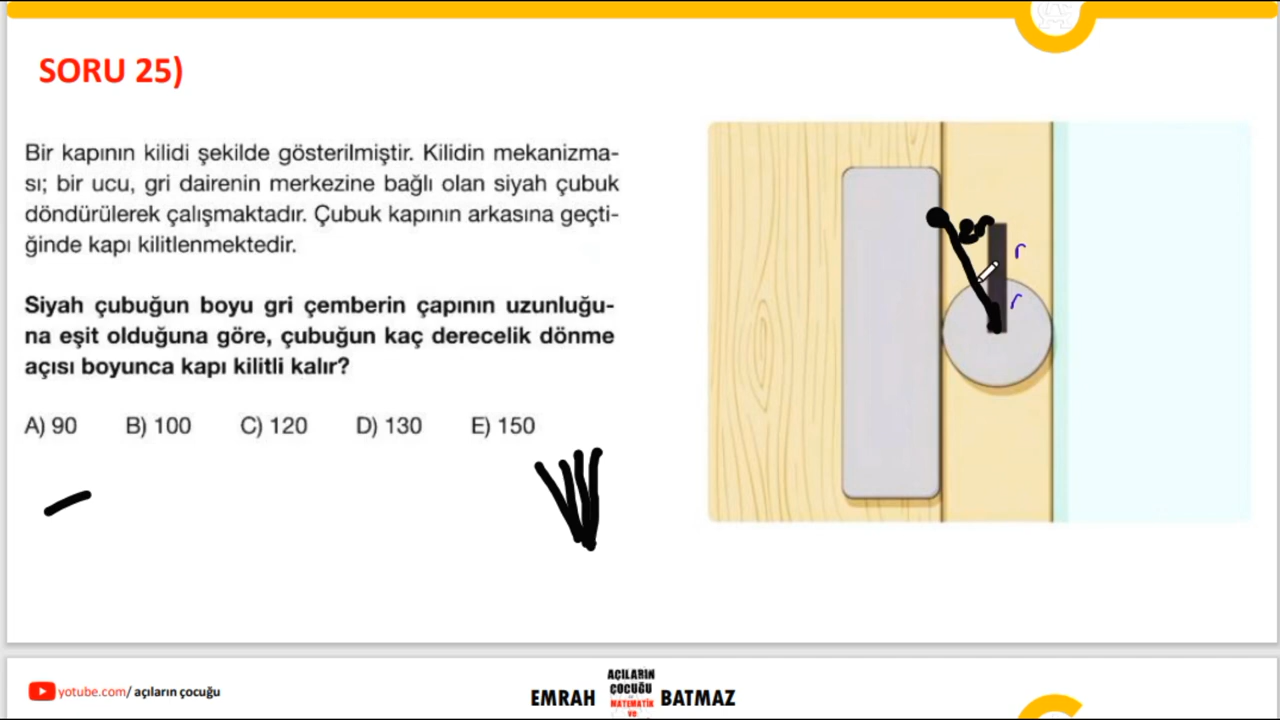 SORU 25)
Bir kapının kilidi şekilde gösterilmiştir. Kilidin mekanizma-
sı; bir ucu, gri dairenin merkezine bağlı olan siyah çubuk
döndürülerek çalışmaktadır. Çubuk kapının arkasına geçti-
ğinde kapı kilitlenmektedir.
Siyah çubuğun boyu gri çemberin çapının uzunluğu-
na eşit olduğuna göre, çubuğun kaç derecelik dönme
açısı boyunca kapı kilitli kalır?
A) 90 B) 100 C) 120 D) 130 E) 150
r
r
yotube.com/ açıların çocuğu
EMRAH
AÇILARIN
ÇOCUĞU
MATEMATİK
ve
BATMAZ